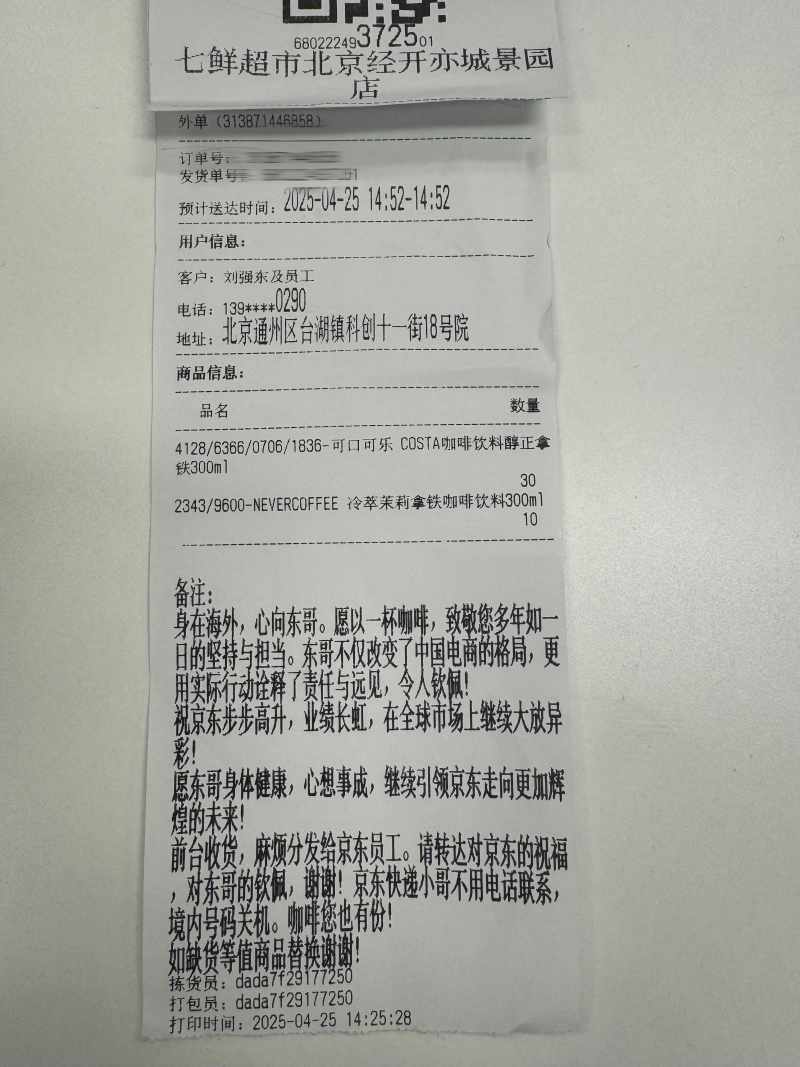 68022249372501
七鲜超市北京经开亦城景园
店
外单（313871446858）
订单号：
发货单号
预计送达时间：2025-04-25 14:52-14:52
用户信息：
客户：刘强东及员工
电话：139****0290
地址：北京通州区台湖镇科创十一街18号院
商品信息：
品名 数量
4128/6366/0706/1836-可口可乐 COSTA咖啡饮料醇正拿
铁300ml
30
2343/9600-NEVERCOFFEE 冷萃茉莉拿铁咖啡饮料300ml
10
备注：
身在海外，心向东哥。愿以一杯咖啡，致敬您多年如一
日的坚持与担当。东哥不仅改变了中国电商的格局，更
用实际行动诠释了责任与远见，令人钦佩！
祝京东步步高升，业绩长虹，在全球市场上继续大放异
彩！
愿东哥身体健康，心想事成，继续引领京东走向更加辉
煌的未来！
前台收货，麻烦分发给京东员工。请转达对京东的祝福
，对东哥的钦佩，谢谢！京东快递小哥不用电话联系，
境内号码关机。咖啡您也有份！
如缺货等值商品替换谢谢！
拣货员：dada7f29177250
打包员：dada7f29177250
打印时间：2025-04-25 14:25:28